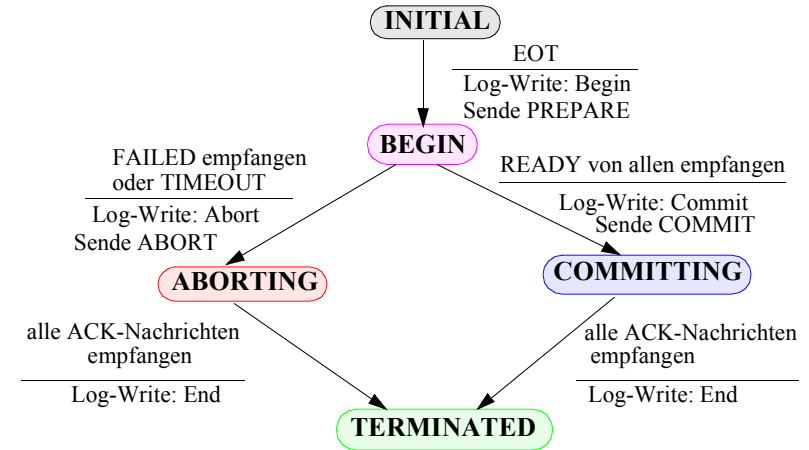 INITIAL
EOT
Log-Write: Begin
Sende PREPARE
BEGIN
FAILED empfangen
oder TIMEOUT
Log-Write: Abort
Sende ABORT
READY von allen empfangen
Log-Write: Commit
Sende COMMIT
ABORTING
COMMITTING
alle ACK-Nachrichten
empfangen
Log-Write: End
alle ACK-Nachrichten
empfangen
Log-Write: End
TERMINATED